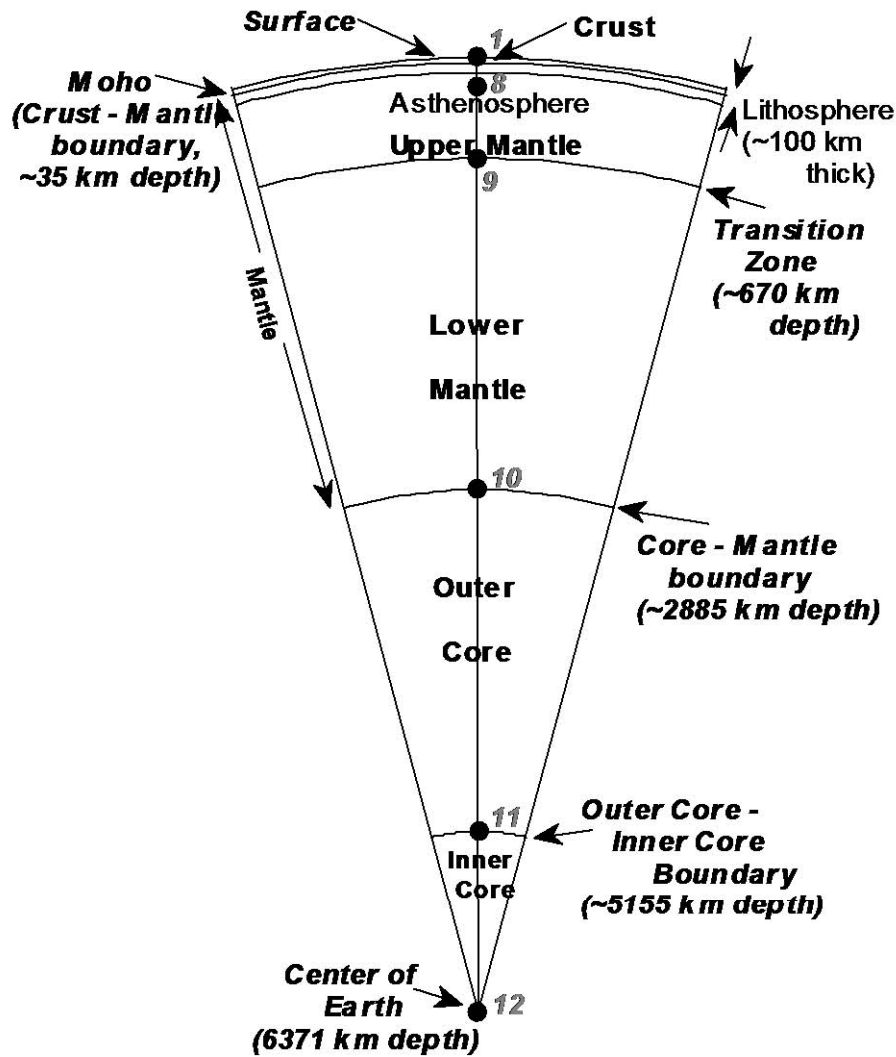 Surface
1
Crust
Moho
(Crust - Mantle
boundary,
~35 km depth)
8
Asthenosphere
Upper Mantle
9
Lithosphere
(~100 km
thick)
Transition
Zone
(~670 km
depth)
Mantle
Lower
Mantle
10
Core - Mantle
boundary
(~2885 km depth)
Outer
Core
11
Outer Core -
Inner Core
Boundary
(~5155 km depth)
Inner
Core
Center of
Earth
(6371 km depth)
12